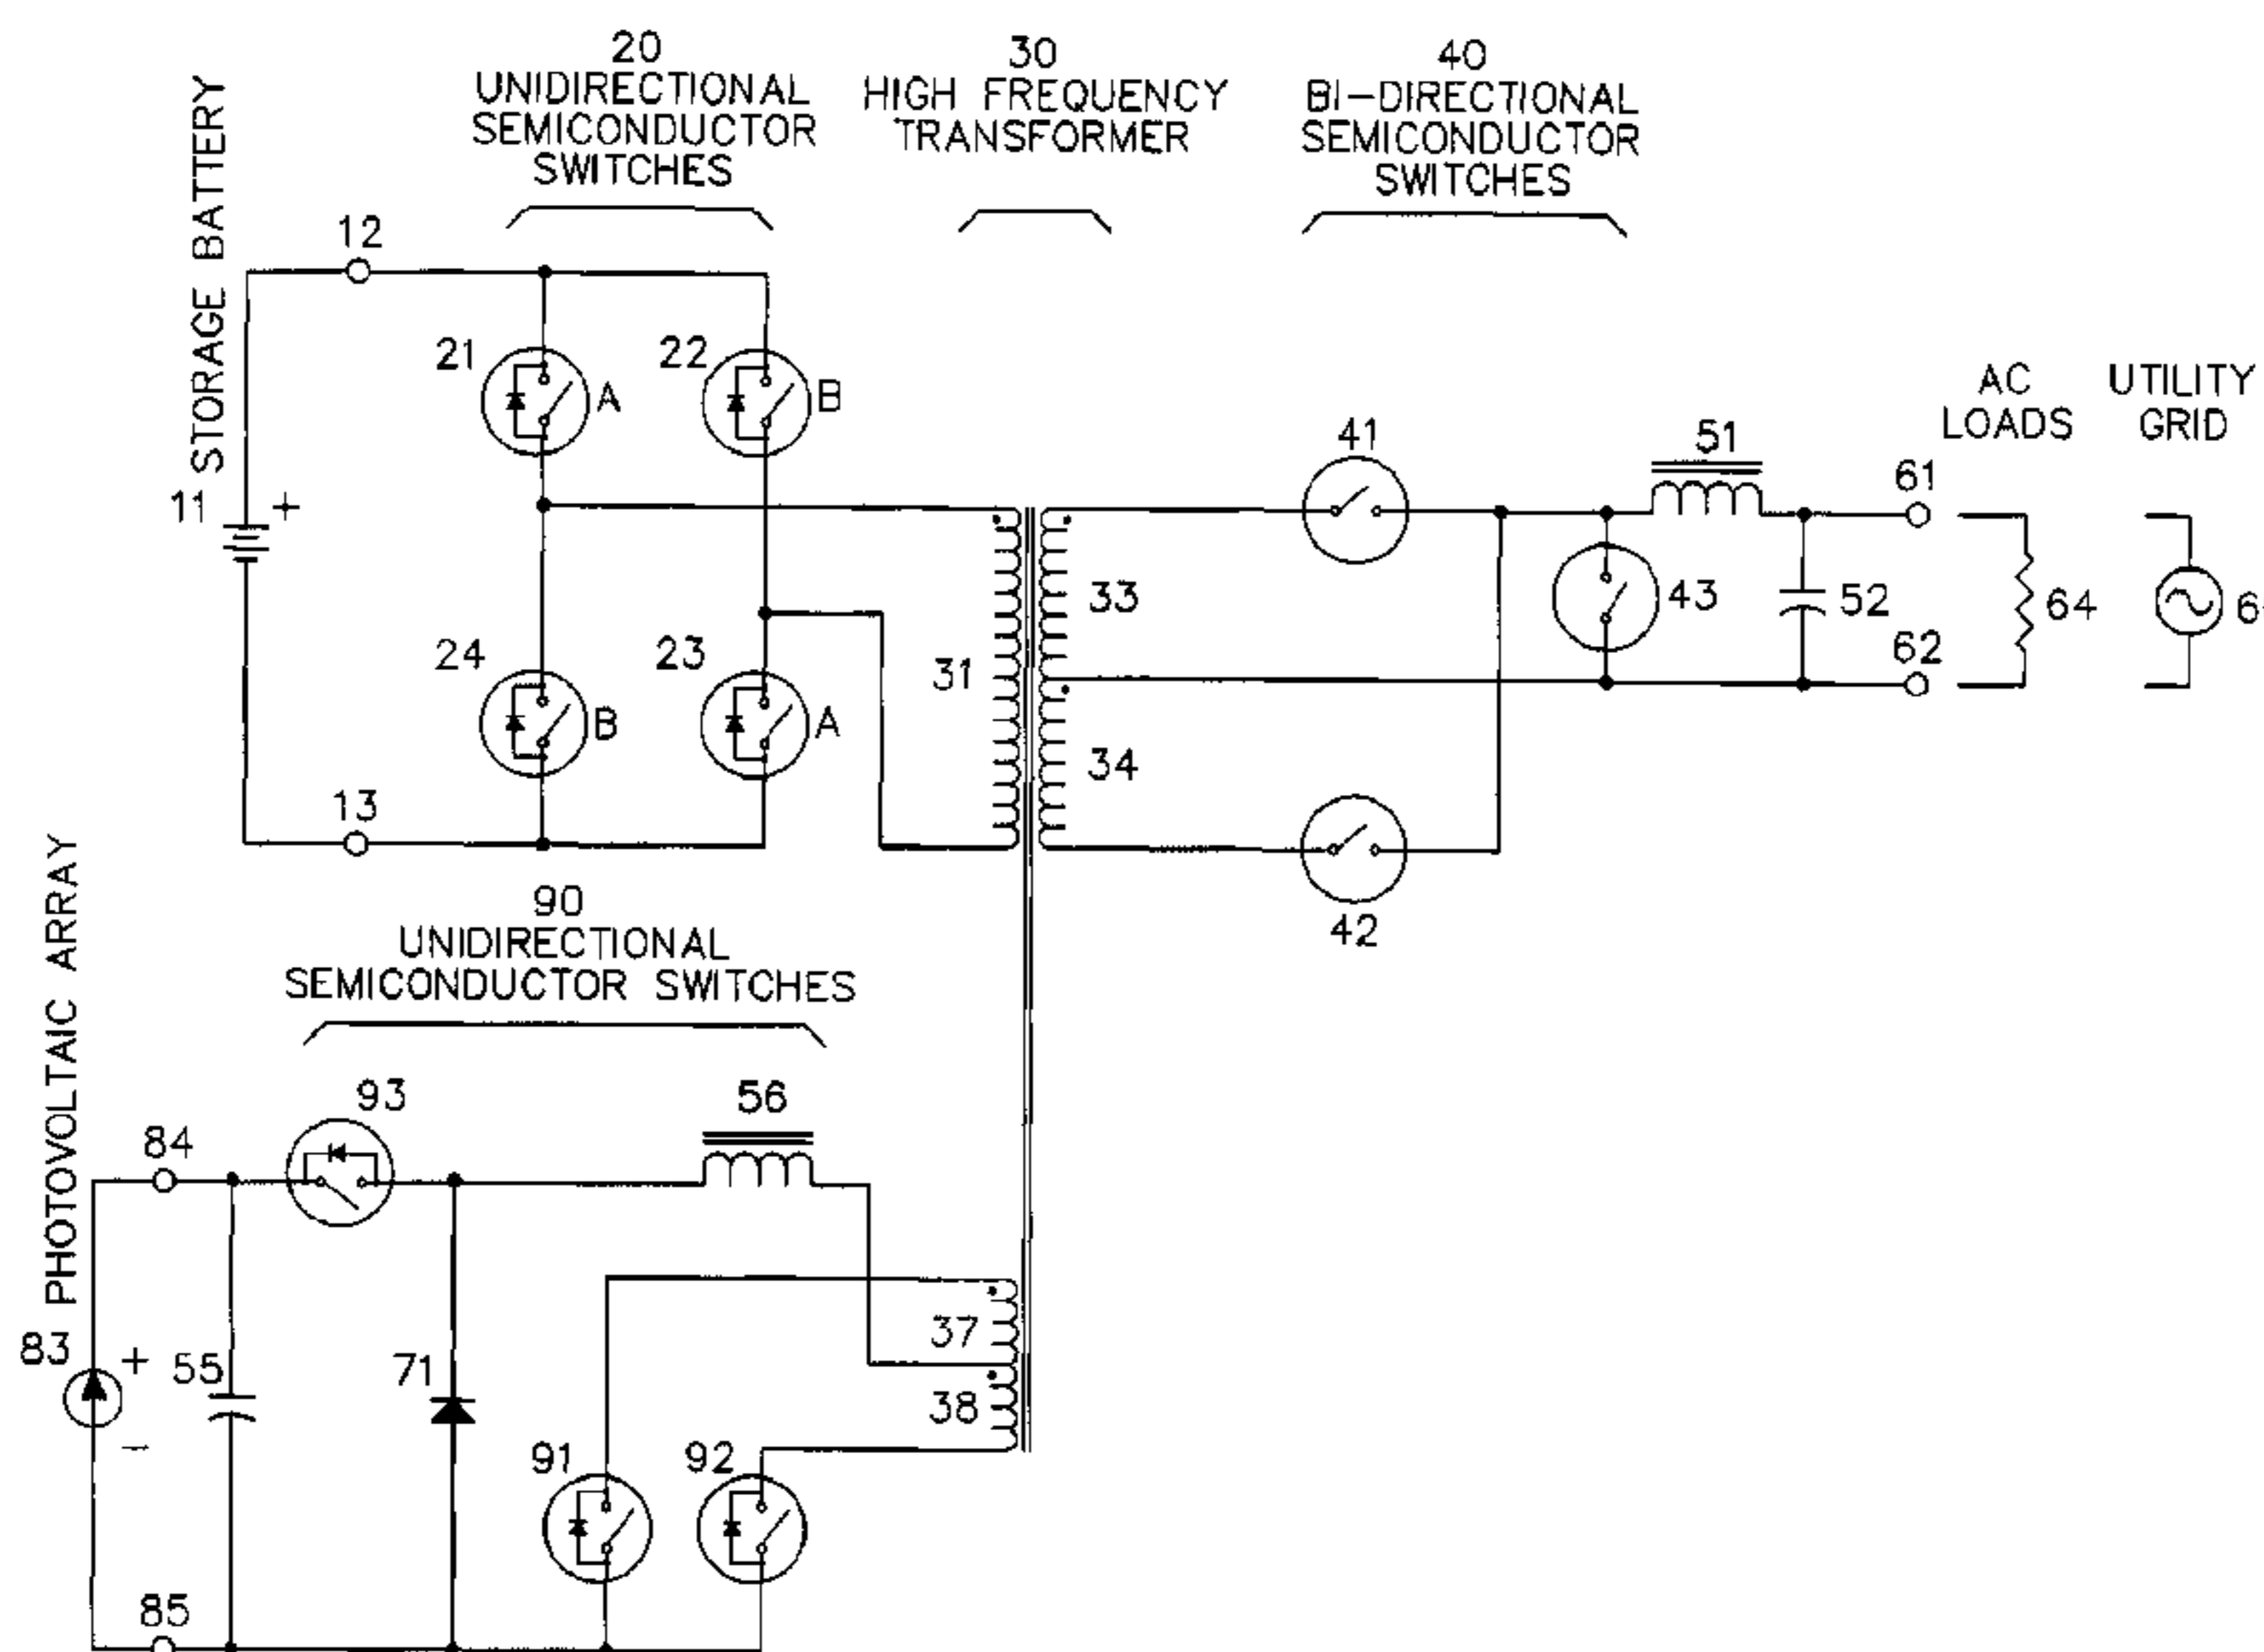 20
UNIDIRECTIONAL
SEMICONDUCTOR
SWITCHES
30
HIGH FREQUENCY
TRANSFORMER
40
BI-DIRECTIONAL
SEMICONDUCTOR
SWITCHES
STORAGE BATTERY
12
21
A
22
B
11
+
24
B
23
A
13
31
33
34
41
42
43
51
52
AC
LOADS
UTILITY
GRID
61
62
64
PHOTOVOLTAIC ARRAY
90
UNIDIRECTIONAL
SEMICONDUCTOR SWITCHES
93
56
84
83
+
−
55
71
37
38
91
92
85